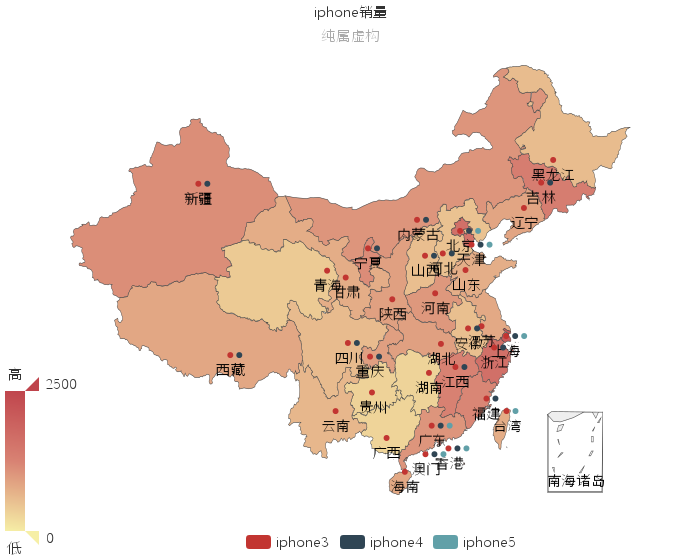 iphone销量
纯属虚构
黑龙江
吉林
新疆
辽宁
内蒙古
北京
天津
宁夏
山西
河北
青海
甘肃
山东
陕西
河南
安徽
江苏
上海
四川
重庆
湖北
浙江
西藏
湖南
江西
贵州
福建
云南
台湾
广东
广西
澳门
香港
海南
南海诸岛
高
2500
0
低
iphone3
iphone4
iphone5